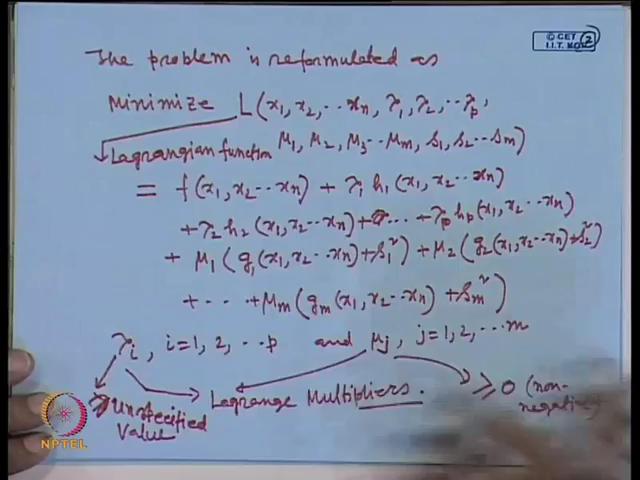 © CET
I.I.T. KGP
2
The problem is reformulated as
Minimize L(x₁, x₂, ·· xₙ, λ₁, λ₂, ·· λₚ,
μ₁, μ₂, μ₃ ·· μₘ, s₁, s₂ ·· sₘ)
Lagrangian function
= f(x₁, x₂ ·· xₙ) + λ₁ h₁(x₁, x₂ ·· xₙ)
+ λ₂ h₂(x₁, x₂ ·· xₙ) + ··· + λₚ hₚ(x₁, x₂ ·· xₙ)
+ μ₁ (g₁(x₁, x₂ ·· xₙ) + s₁²) + μ₂ (g₂(x₁, x₂ ·· xₙ) + s₂²)
+ ·· + μₘ (gₘ(x₁, x₂ ·· xₙ) + sₘ²)
λᵢ, i = 1, 2, ·· p and μⱼ, j = 1, 2, ··· m
Lagrange Multipliers. ≥ 0 (non-
negative)
Unspecified
Value
NPTEL